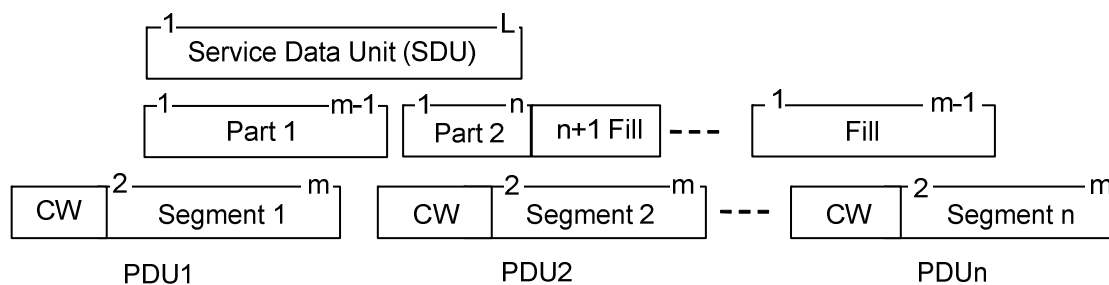 1 L
Service Data Unit (SDU)
1 m-1 1 n 1 m-1
Part 1 Part 2 n+1 Fill Fill
2 m 2 m 2 m
CW Segment 1 CW Segment 2 CW Segment n
PDU1 PDU2 PDUn